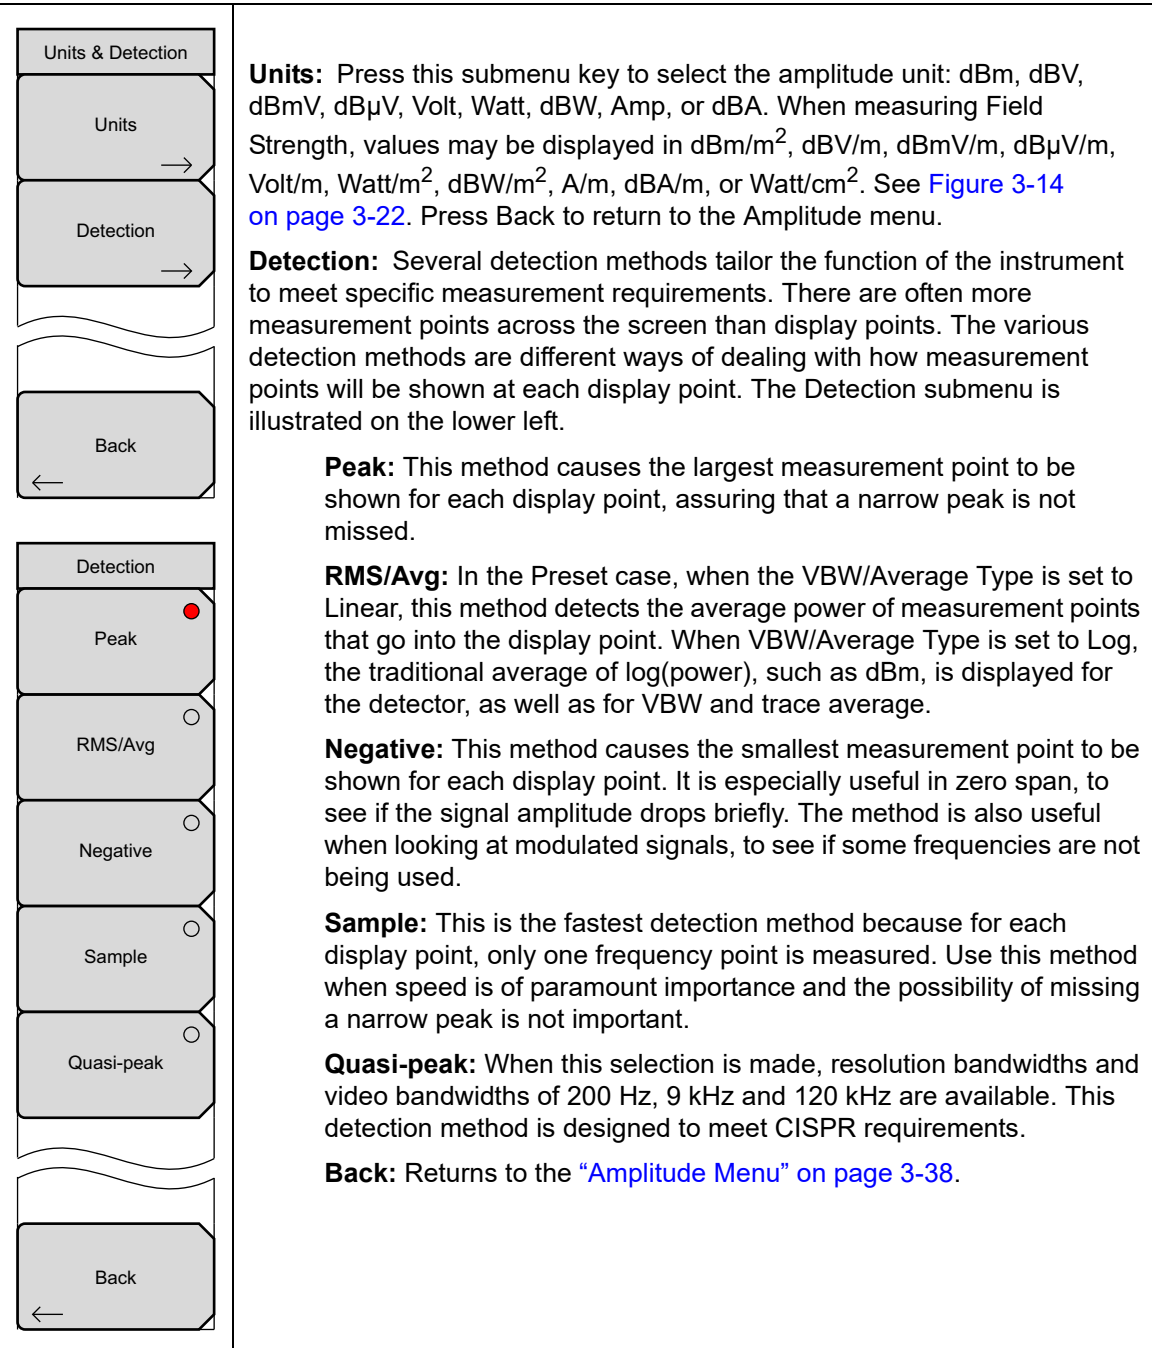 Units & Detection
Units
Detection
Back
Detection
Peak
RMS/Avg
Negative
Sample
Quasi-peak
Back
Units: Press this submenu key to select the amplitude unit: dBm, dBV,
dBmV, dBµV, Volt, Watt, dBW, Amp, or dBA. When measuring Field
Strength, values may be displayed in dBm/m², dBV/m, dBmV/m, dBµV/m,
Volt/m, Watt/m², dBW/m², A/m, dBA/m, or Watt/cm². See Figure 3-14
on page 3-22. Press Back to return to the Amplitude menu.
Detection: Several detection methods tailor the function of the instrument
to meet specific measurement requirements. There are often more
measurement points across the screen than display points. The various
detection methods are different ways of dealing with how measurement
points will be shown at each display point. The Detection submenu is
illustrated on the lower left.
Peak: This method causes the largest measurement point to be
shown for each display point, assuring that a narrow peak is not
missed.
RMS/Avg: In the Preset case, when the VBW/Average Type is set to
Linear, this method detects the average power of measurement points
that go into the display point. When VBW/Average Type is set to Log,
the traditional average of log(power), such as dBm, is displayed for
the detector, as well as for VBW and trace average.
Negative: This method causes the smallest measurement point to be
shown for each display point. It is especially useful in zero span, to
see if the signal amplitude drops briefly. The method is also useful
when looking at modulated signals, to see if some frequencies are not
being used.
Sample: This is the fastest detection method because for each
display point, only one frequency point is measured. Use this method
when speed is of paramount importance and the possibility of missing
a narrow peak is not important.
Quasi-peak: When this selection is made, resolution bandwidths and
video bandwidths of 200 Hz, 9 kHz and 120 kHz are available. This
detection method is designed to meet CISPR requirements.
Back: Returns to the “Amplitude Menu” on page 3-38.